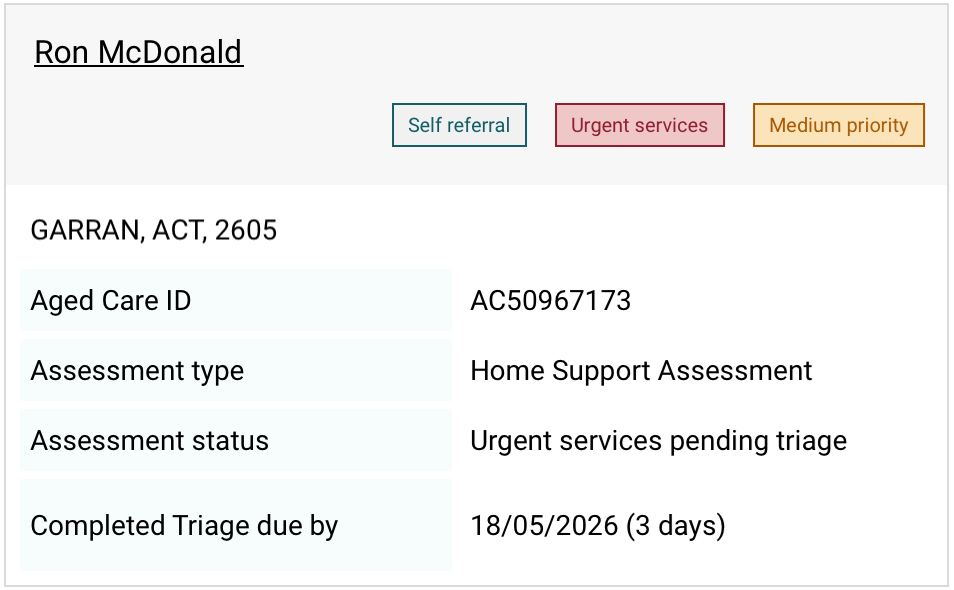 Ron McDonald
Self referral Urgent services Medium priority
GARRAN, ACT, 2605
Aged Care ID AC50967173
Assessment type Home Support Assessment
Assessment status Urgent services pending triage
Completed Triage due by 18/05/2026 (3 days)